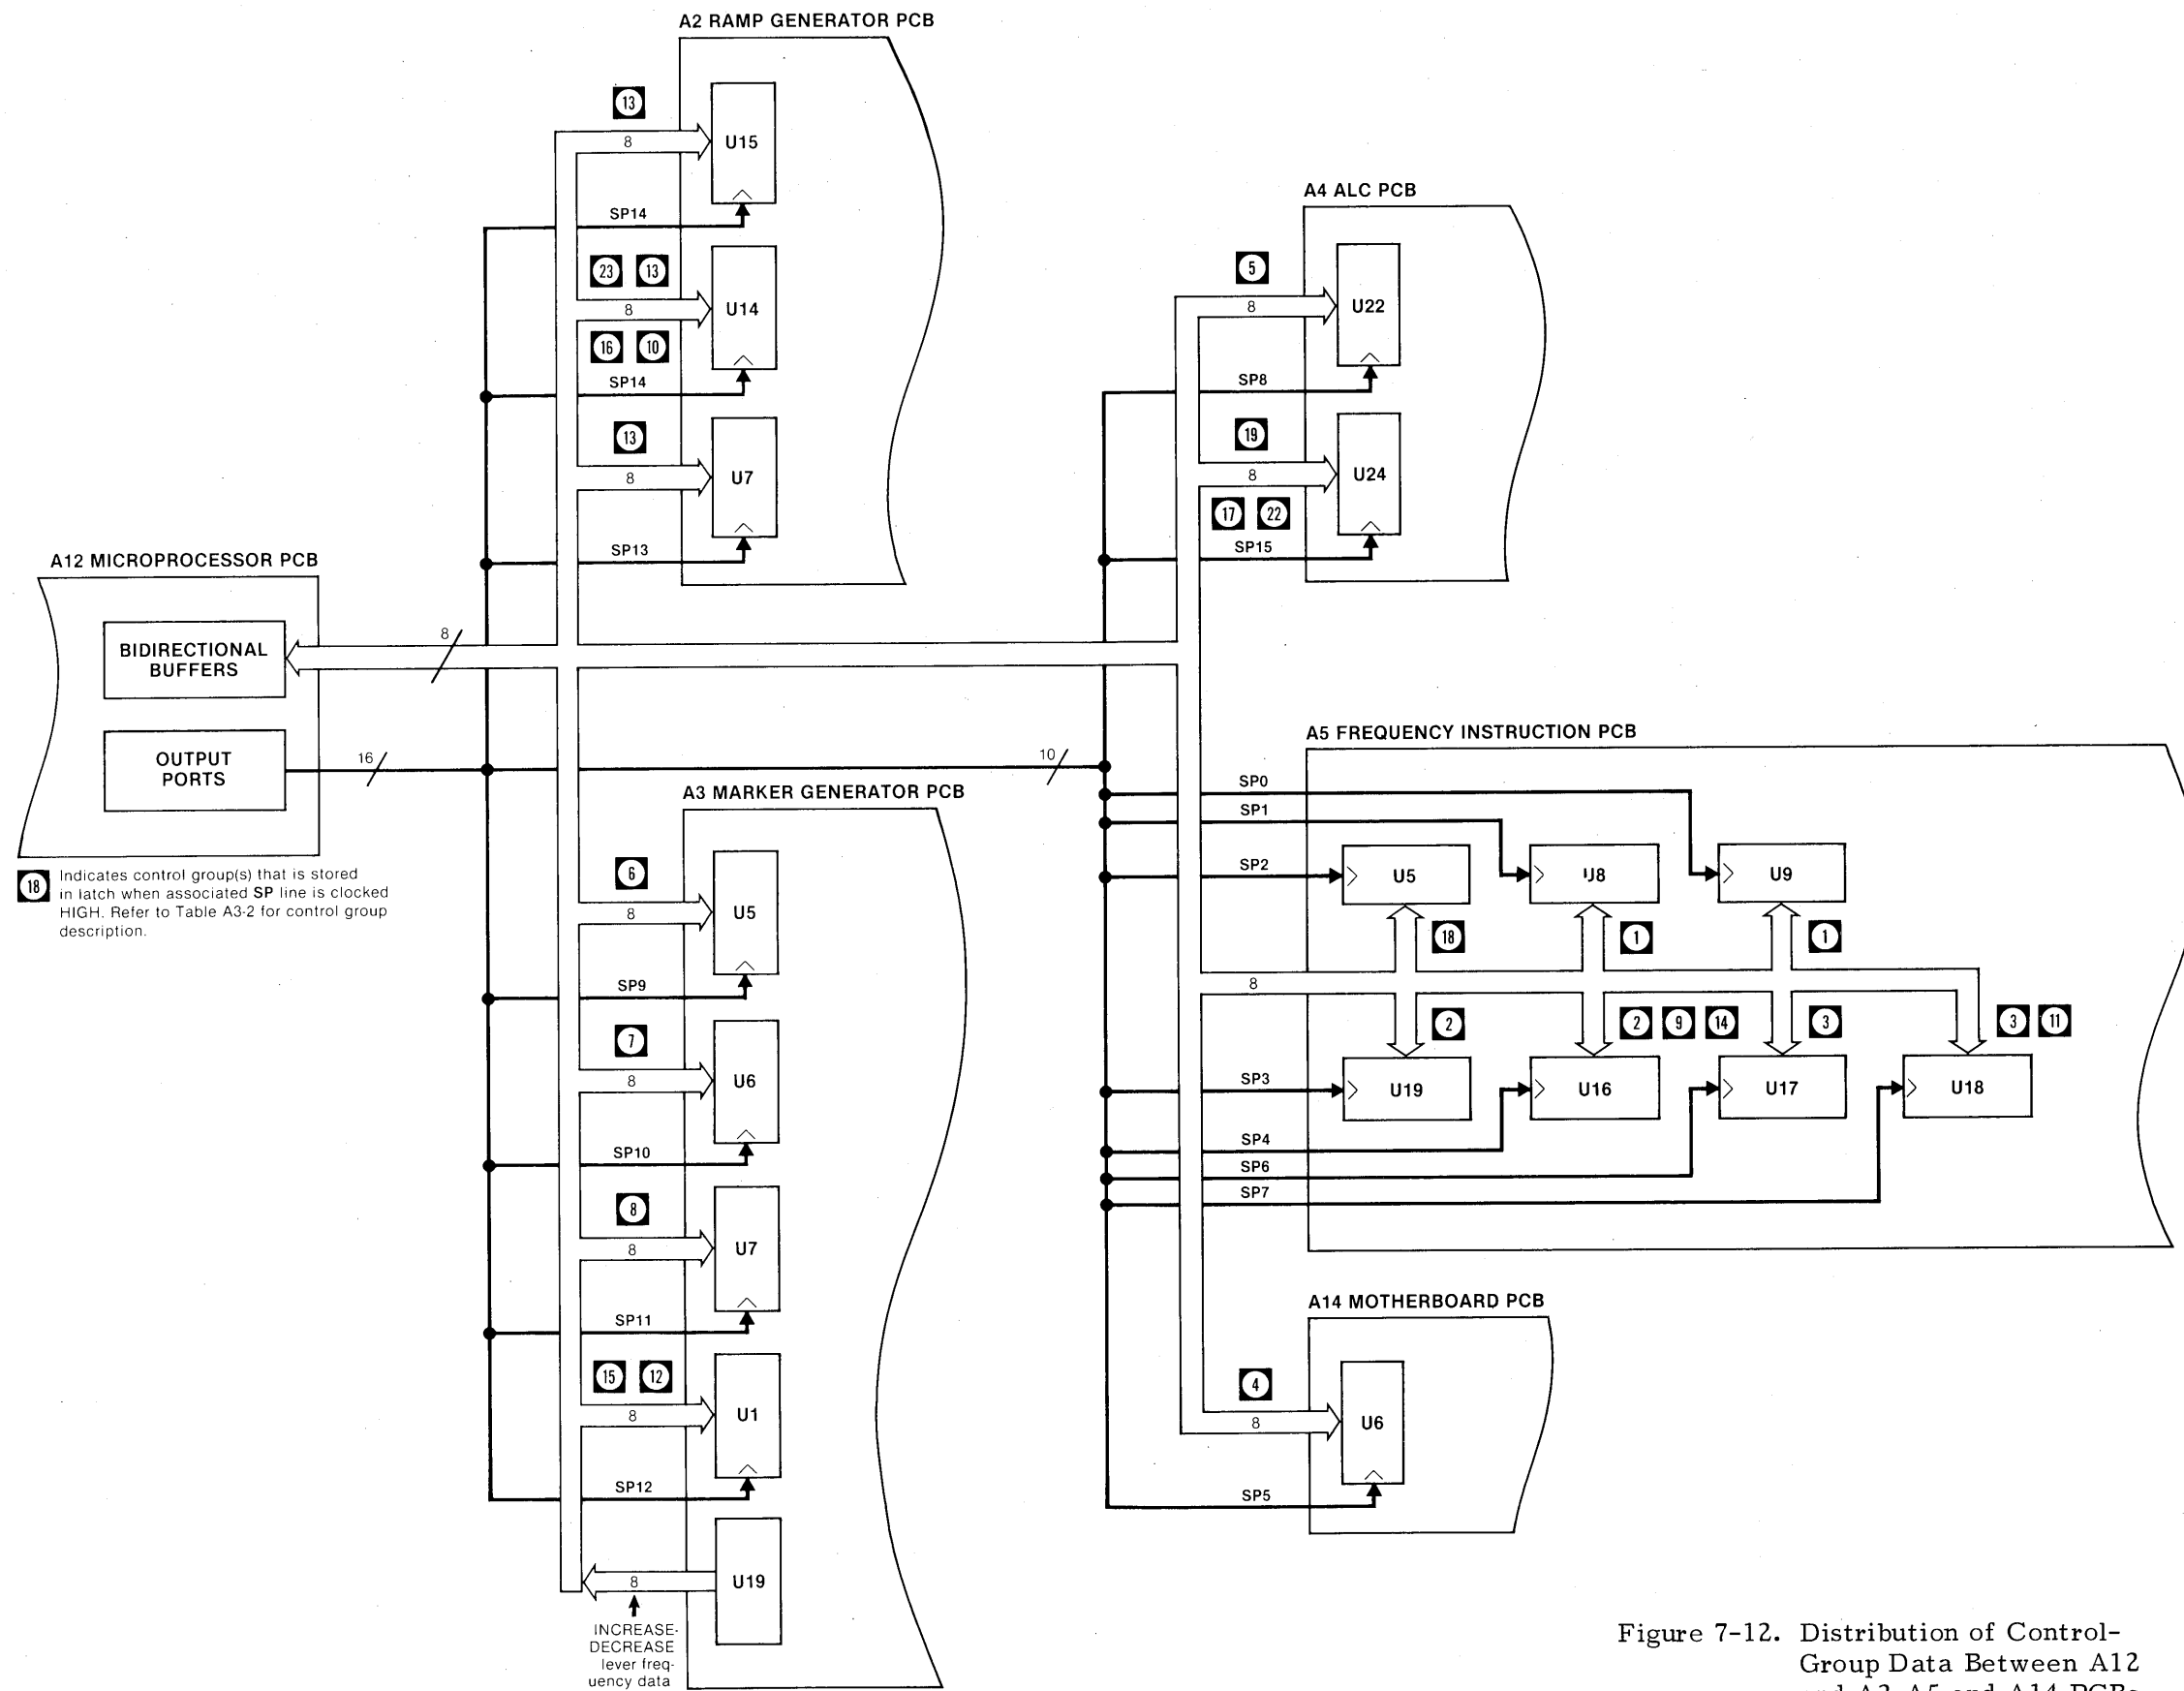 A2 RAMP GENERATOR PCB
13
8
U15
SP14
23 13
8
U14
16 10
SP14
13
8
U7
SP13
A4 ALC PCB
5
8
U22
SP8
19
8
U24
17 22
SP15
A12 MICROPROCESSOR PCB
BIDIRECTIONAL
BUFFERS
8
OUTPUT
PORTS
16
10
18 Indicates control group(s) that is stored
in latch when associated SP line is clocked
HIGH. Refer to Table A3-2 for control group
description.
A3 MARKER GENERATOR PCB
6
8
U5
SP9
7
8
U6
SP10
8
8
U7
SP11
15 12
8
U1
SP12
8
U19
INCREASE-
DECREASE
lever freq-
uency data
A5 FREQUENCY INSTRUCTION PCB
SP0
SP1
SP2
U5
U8
U9
18
1
1
8
2
2 9 14
3
3 11
SP3
U19
U16
U17
U18
SP4
SP6
SP7
A14 MOTHERBOARD PCB
4
8
U6
SP5
Figure 7-12. Distribution of Control-
Group Data Between A12
and A2-A5 and A14 PCBs